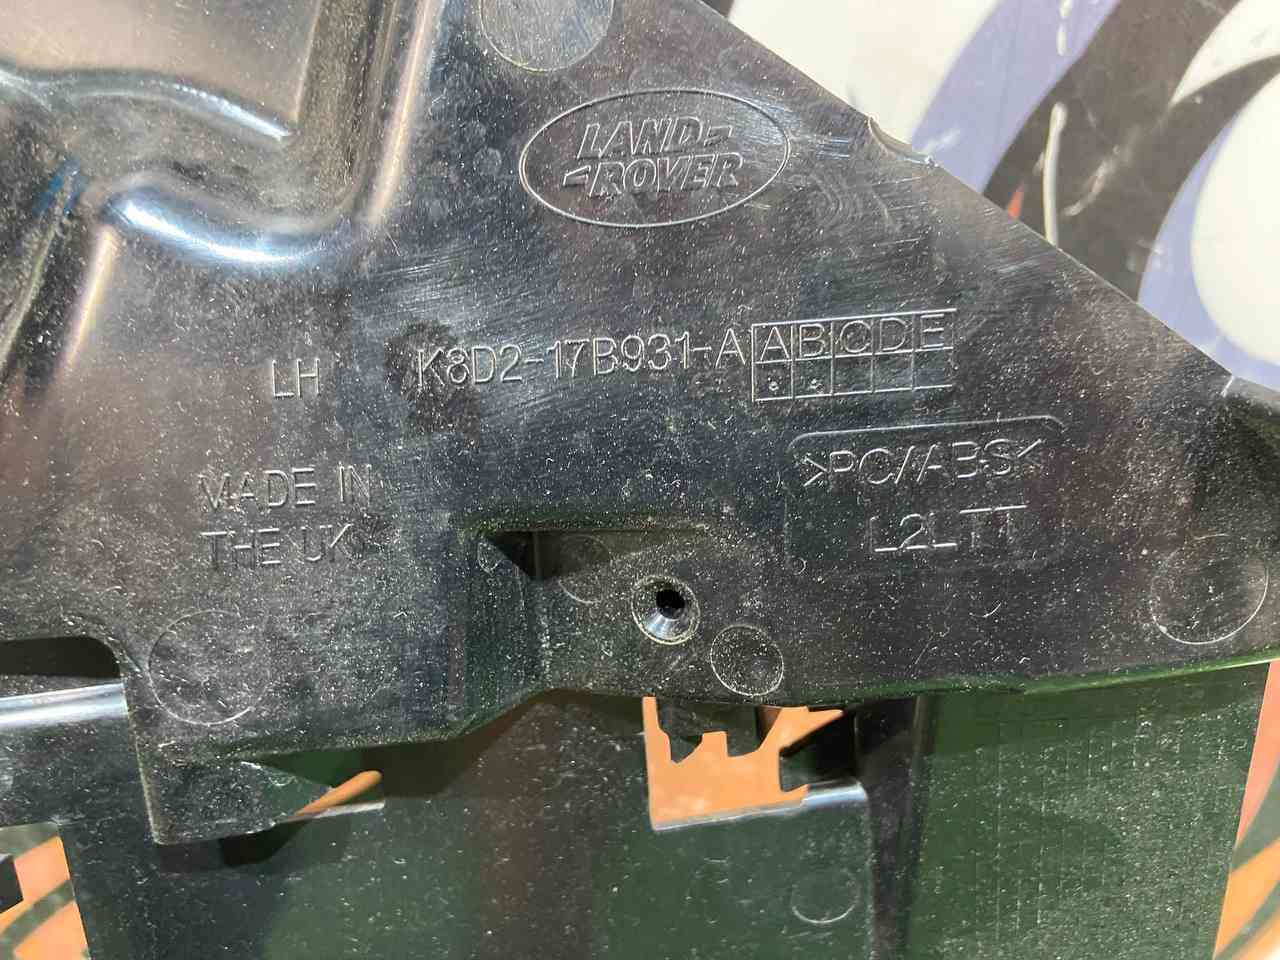 LAND
ROVER
LH K8D2-17B931-A ABCDE
>PC/ABS<
MADE IN
THE UK
L2LTT